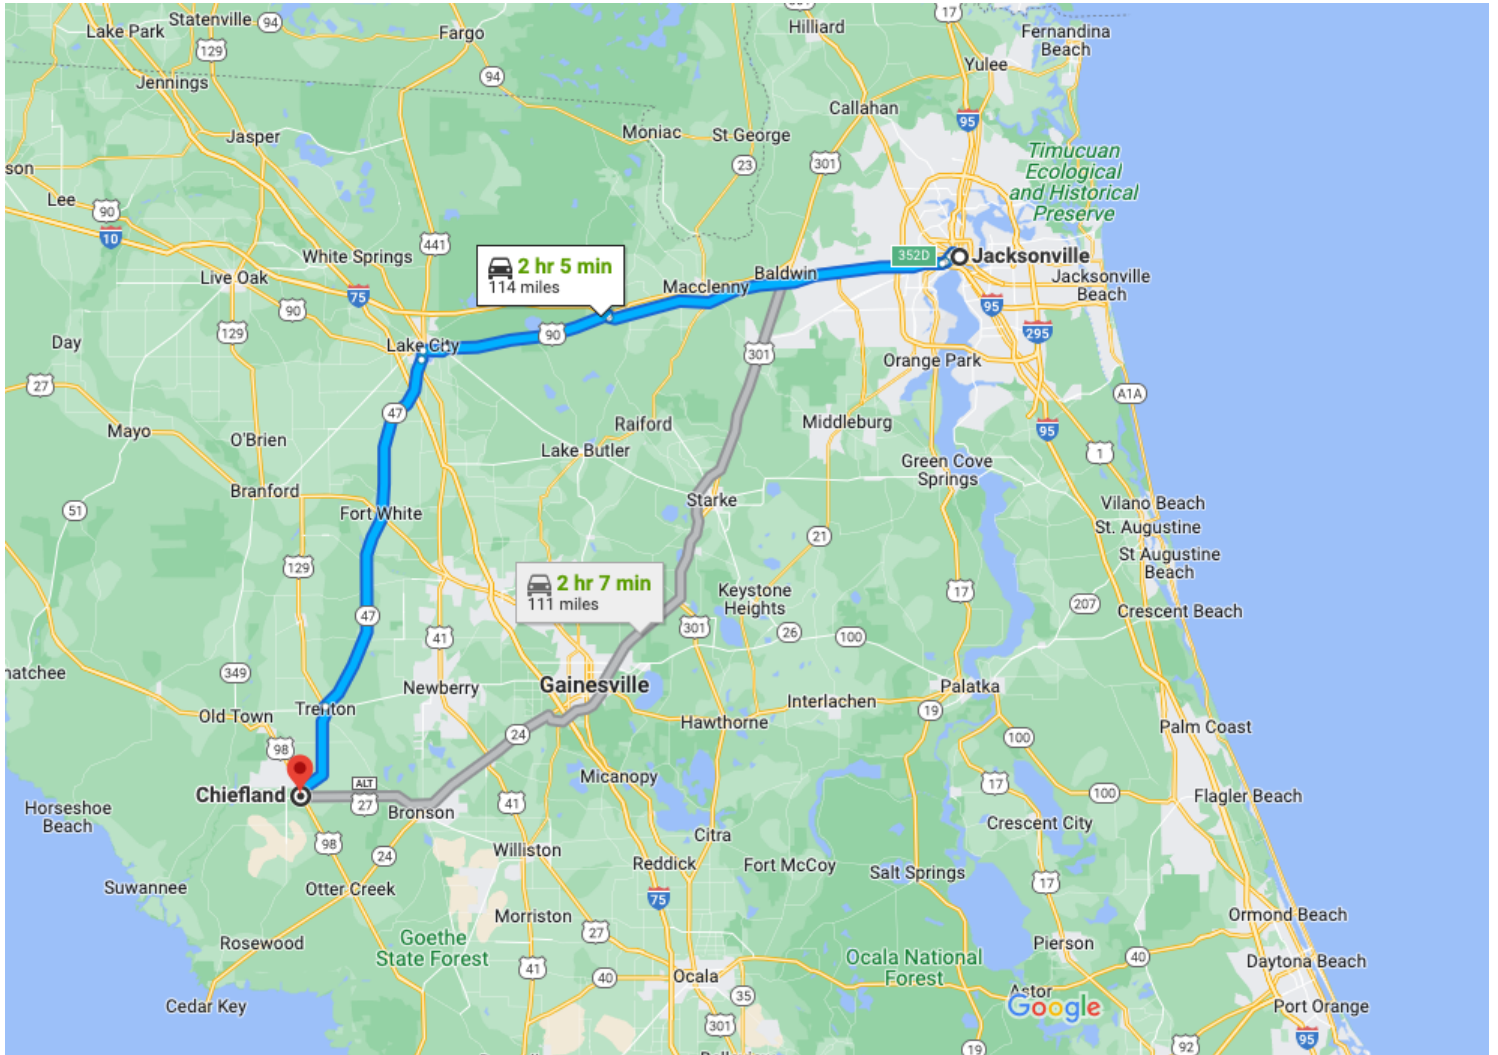 Statenville
94
17
Hilliard
Fernandina
Beach
Lake Park
Fargo
129
Yulee
94
Jennings
Callahan
95
Jasper
Moniac
St George
301
23
Timucuan
Ecological
and Historical
Preserve
son
Lee
90
10
441
White Springs
352D
Jacksonville
2 hr 5 min
114 miles
Live Oak
Baldwin
Macclenny
Jacksonville
Beach
75
90
95
129
90
295
Day
Lake City
301
Orange Park
27
A1A
47
Mayo
O'Brien
Raiford
Middleburg
95
Lake Butler
1
Green Cove
Springs
Branford
Starke
Vilano Beach
51
Fort White
St. Augustine
21
St Augustine
Beach
129
2 hr 7 min
111 miles
Keystone
Heights
17
207
Crescent Beach
47
301
26
100
41
natchee
349
Newberry
Gainesville
Palatka
Interlachen
Old Town
Trenton
19
Hawthorne
Palm Coast
24
100
98
Micanopy
17
Chiefland
ALT
27
100
Flagler Beach
Horseshoe
Beach
Bronson
41
Crescent City
98
Citra
24
Williston
Reddick
Fort McCoy
Salt Springs
Suwannee
Otter Creek
17
75
Morriston
Ormond Beach
27
Rosewood
Goethe
State Forest
Pierson
Ocala National
Forest
40
41
40
Ocala
Daytona Beach
Astor
35
Cedar Key
Google
Port Orange
301
95
19
92